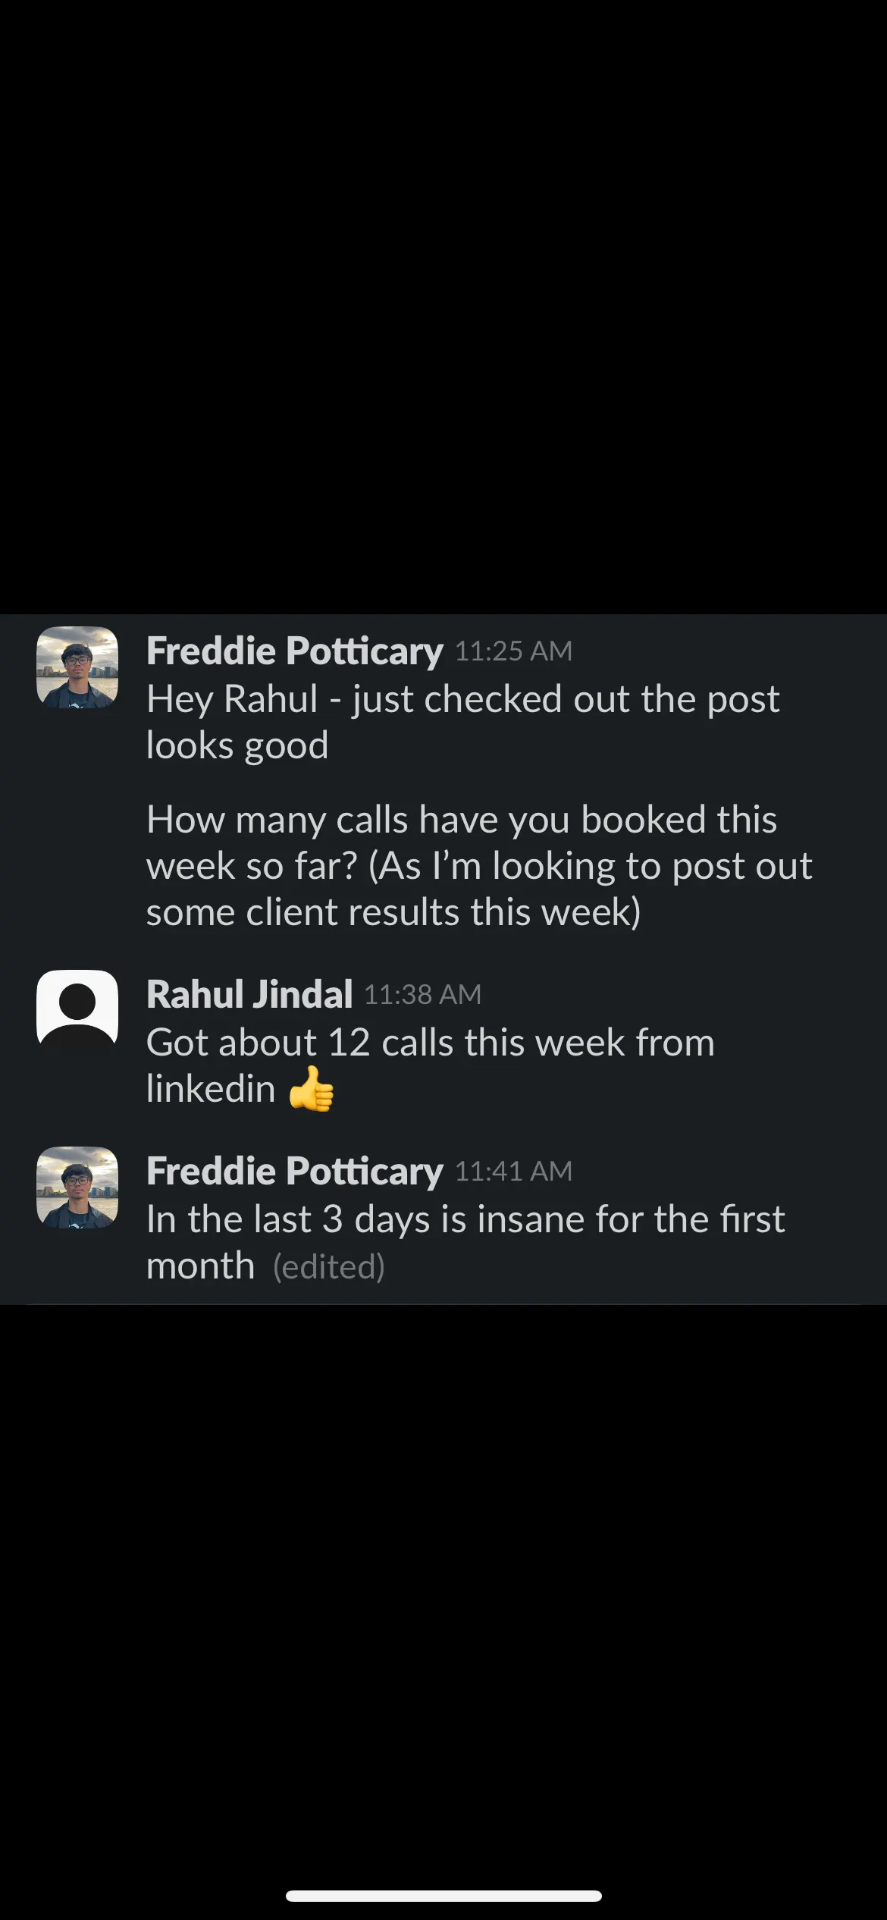 Freddie Potticary 11:25 AM
Hey Rahul - just checked out the post
looks good
How many calls have you booked this
week so far? (As I’m looking to post out
some client results this week)
Rahul Jindal 11:38 AM
Got about 12 calls this week from
linkedin 👍
Freddie Potticary 11:41 AM
In the last 3 days is insane for the first
month (edited)